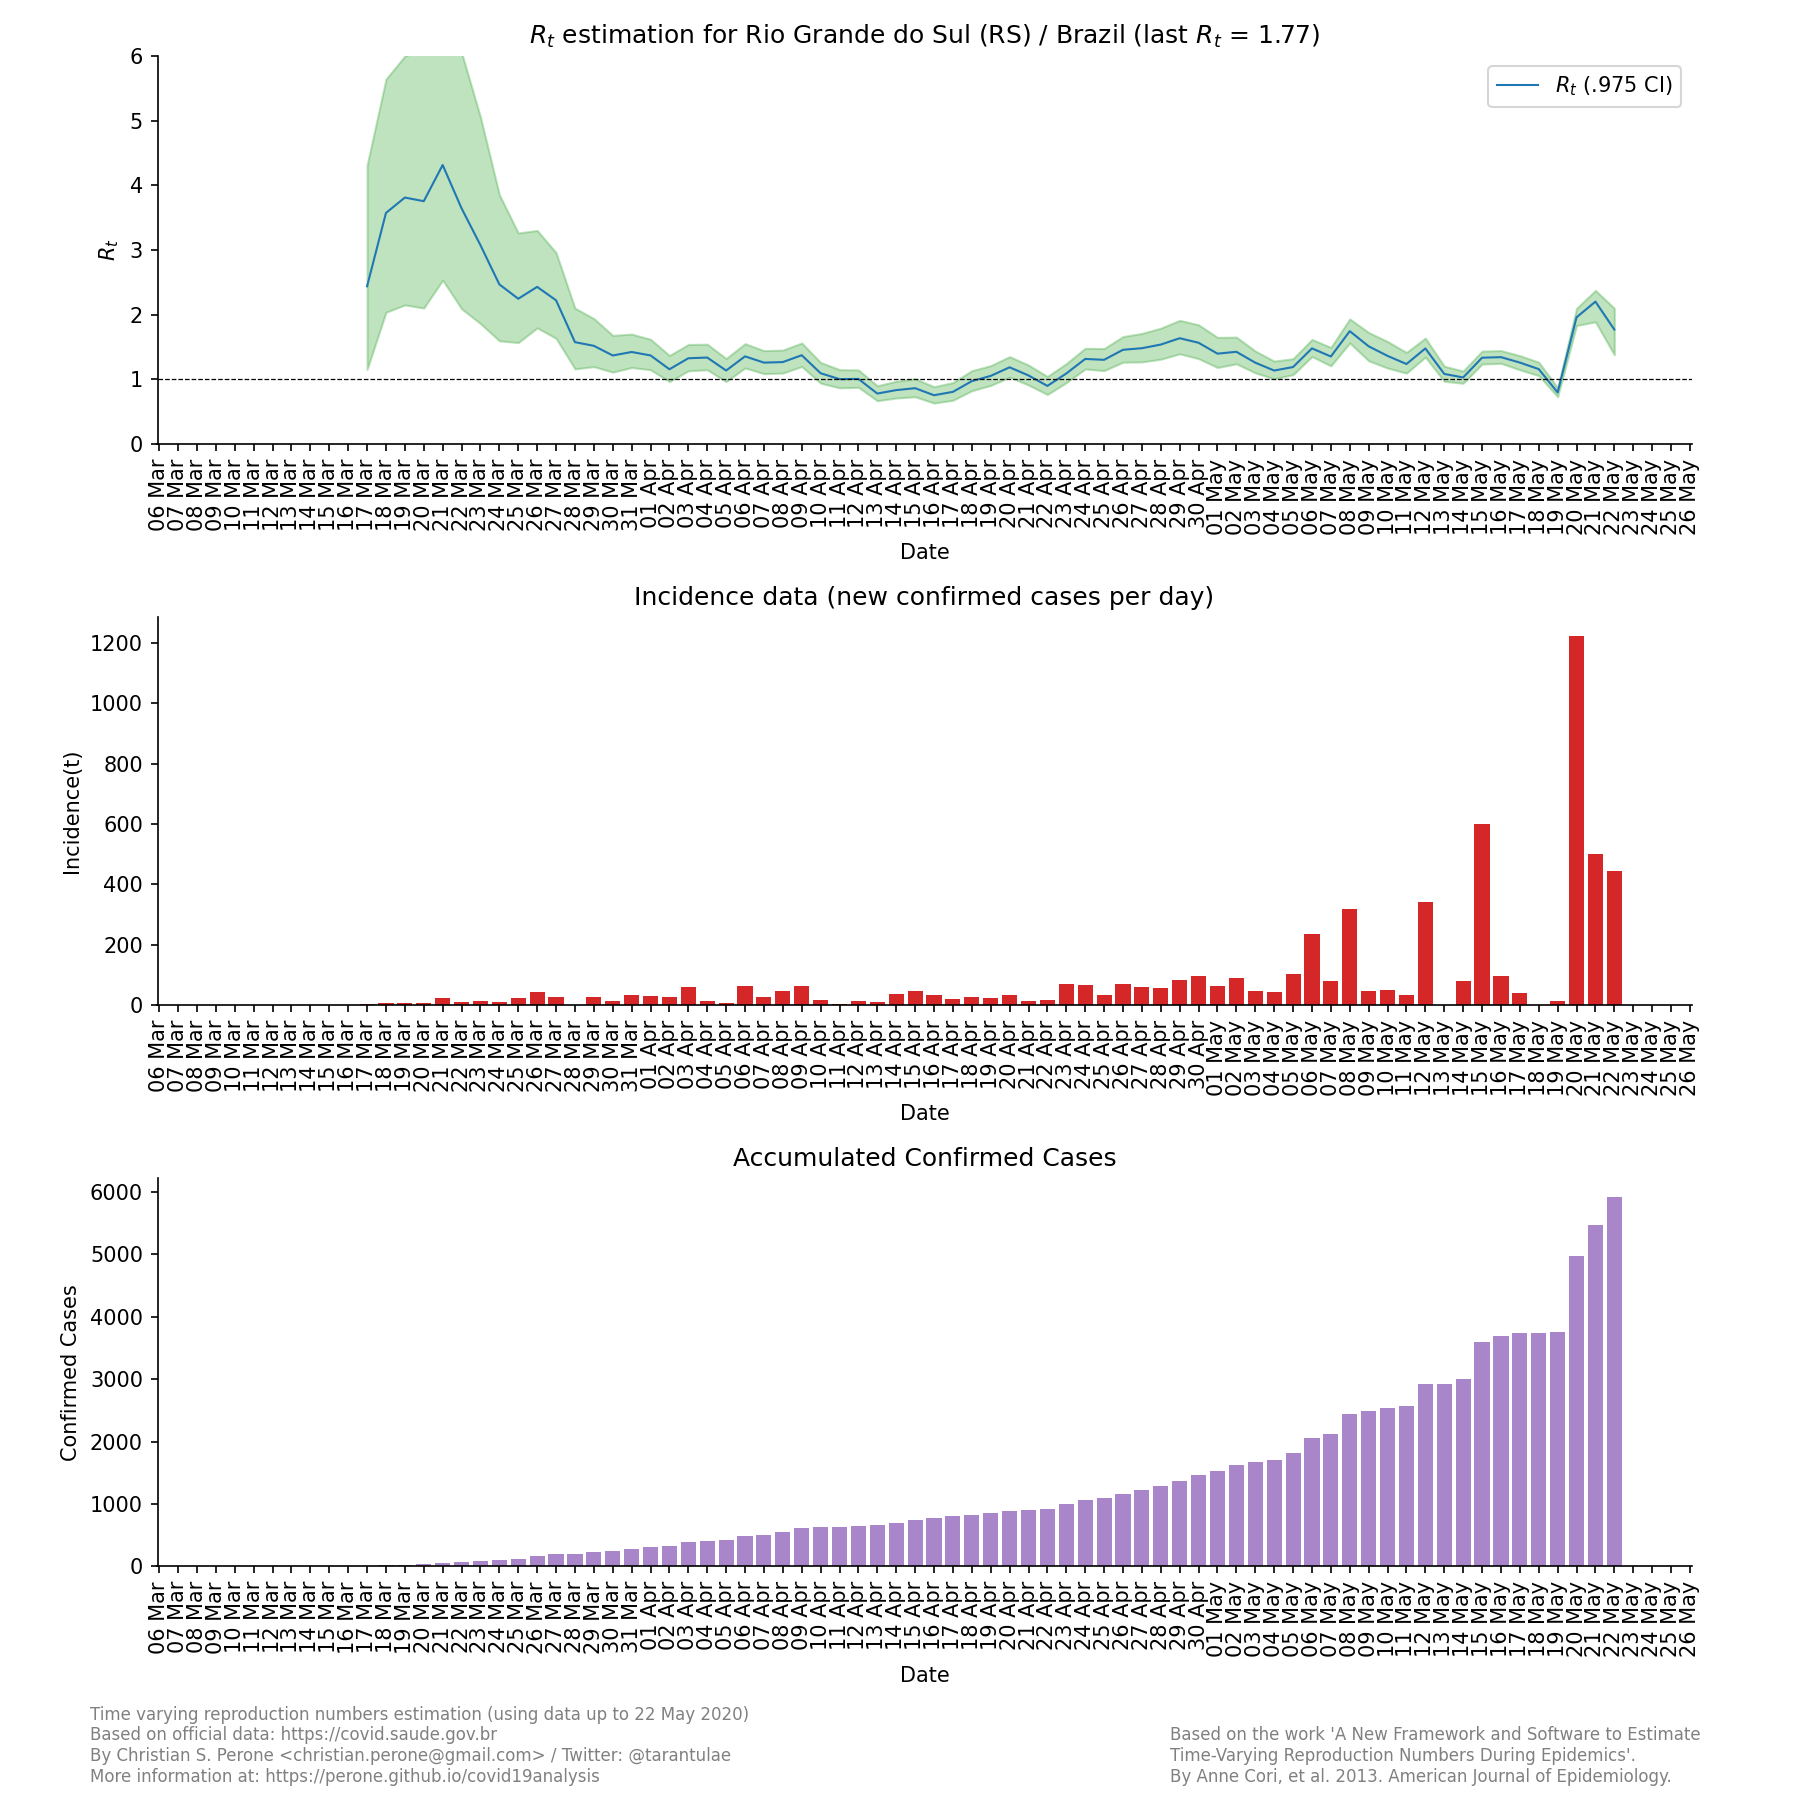 Rt estimation for Rio Grande do Sul (RS) / Brazil (last Rt = 1.77)
6
5
4
3
2
1
0
Rt
Rt (.975 CI)
06 Mar 07 Mar 08 Mar 09 Mar 10 Mar 11 Mar 12 Mar 13 Mar 14 Mar 15 Mar 16 Mar 17 Mar 18 Mar 19 Mar 20 Mar 21 Mar 22 Mar 23 Mar 24 Mar 25 Mar 26 Mar 27 Mar 28 Mar 29 Mar 30 Mar 31 Mar 01 Apr 02 Apr 03 Apr 04 Apr 05 Apr 06 Apr 07 Apr 08 Apr 09 Apr 10 Apr 11 Apr 12 Apr 13 Apr 14 Apr 15 Apr 16 Apr 17 Apr 18 Apr 19 Apr 20 Apr 21 Apr 22 Apr 23 Apr 24 Apr 25 Apr 26 Apr 27 Apr 28 Apr 29 Apr 30 Apr 01 May 02 May 03 May 04 May 05 May 06 May 07 May 08 May 09 May 10 May 11 May 12 May 13 May 14 May 15 May 16 May 17 May 18 May 19 May 20 May 21 May 22 May 23 May 24 May 25 May 26 May
Date
Incidence data (new confirmed cases per day)
1200
1000
800
600
400
200
0
Incidence(t)
06 Mar 07 Mar 08 Mar 09 Mar 10 Mar 11 Mar 12 Mar 13 Mar 14 Mar 15 Mar 16 Mar 17 Mar 18 Mar 19 Mar 20 Mar 21 Mar 22 Mar 23 Mar 24 Mar 25 Mar 26 Mar 27 Mar 28 Mar 29 Mar 30 Mar 31 Mar 01 Apr 02 Apr 03 Apr 04 Apr 05 Apr 06 Apr 07 Apr 08 Apr 09 Apr 10 Apr 11 Apr 12 Apr 13 Apr 14 Apr 15 Apr 16 Apr 17 Apr 18 Apr 19 Apr 20 Apr 21 Apr 22 Apr 23 Apr 24 Apr 25 Apr 26 Apr 27 Apr 28 Apr 29 Apr 30 Apr 01 May 02 May 03 May 04 May 05 May 06 May 07 May 08 May 09 May 10 May 11 May 12 May 13 May 14 May 15 May 16 May 17 May 18 May 19 May 20 May 21 May 22 May 23 May 24 May 25 May 26 May
Date
Accumulated Confirmed Cases
6000
5000
4000
3000
2000
1000
0
Confirmed Cases
06 Mar 07 Mar 08 Mar 09 Mar 10 Mar 11 Mar 12 Mar 13 Mar 14 Mar 15 Mar 16 Mar 17 Mar 18 Mar 19 Mar 20 Mar 21 Mar 22 Mar 23 Mar 24 Mar 25 Mar 26 Mar 27 Mar 28 Mar 29 Mar 30 Mar 31 Mar 01 Apr 02 Apr 03 Apr 04 Apr 05 Apr 06 Apr 07 Apr 08 Apr 09 Apr 10 Apr 11 Apr 12 Apr 13 Apr 14 Apr 15 Apr 16 Apr 17 Apr 18 Apr 19 Apr 20 Apr 21 Apr 22 Apr 23 Apr 24 Apr 25 Apr 26 Apr 27 Apr 28 Apr 29 Apr 30 Apr 01 May 02 May 03 May 04 May 05 May 06 May 07 May 08 May 09 May 10 May 11 May 12 May 13 May 14 May 15 May 16 May 17 May 18 May 19 May 20 May 21 May 22 May 23 May 24 May 25 May 26 May
Date
Time varying reproduction numbers estimation (using data up to 22 May 2020)
Based on official data: https://covid.saude.gov.br
By Christian S. Perone <christian.perone@gmail.com> / Twitter: @tarantulae
More information at: https://perone.github.io/covid19analysis
Based on the work 'A New Framework and Software to Estimate
Time-Varying Reproduction Numbers During Epidemics'.
By Anne Cori, et al. 2013. American Journal of Epidemiology.